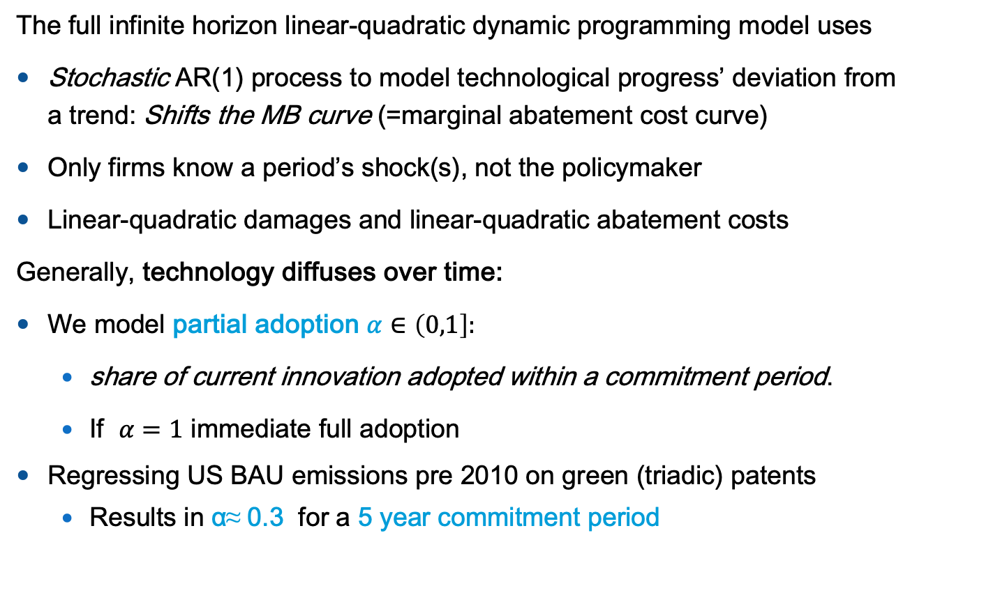 The full infinite horizon linear-quadratic dynamic programming model uses
• Stochastic AR(1) process to model technological progress’ deviation from
a trend: Shifts the MB curve (=marginal abatement cost curve)
• Only firms know a period’s shock(s), not the policymaker
• Linear-quadratic damages and linear-quadratic abatement costs
Generally, technology diffuses over time:
• We model partial adoption α ∈ (0,1]:
• share of current innovation adopted within a commitment period.
• If α = 1 immediate full adoption
• Regressing US BAU emissions pre 2010 on green (triadic) patents
• Results in α≈ 0.3 for a 5 year commitment period